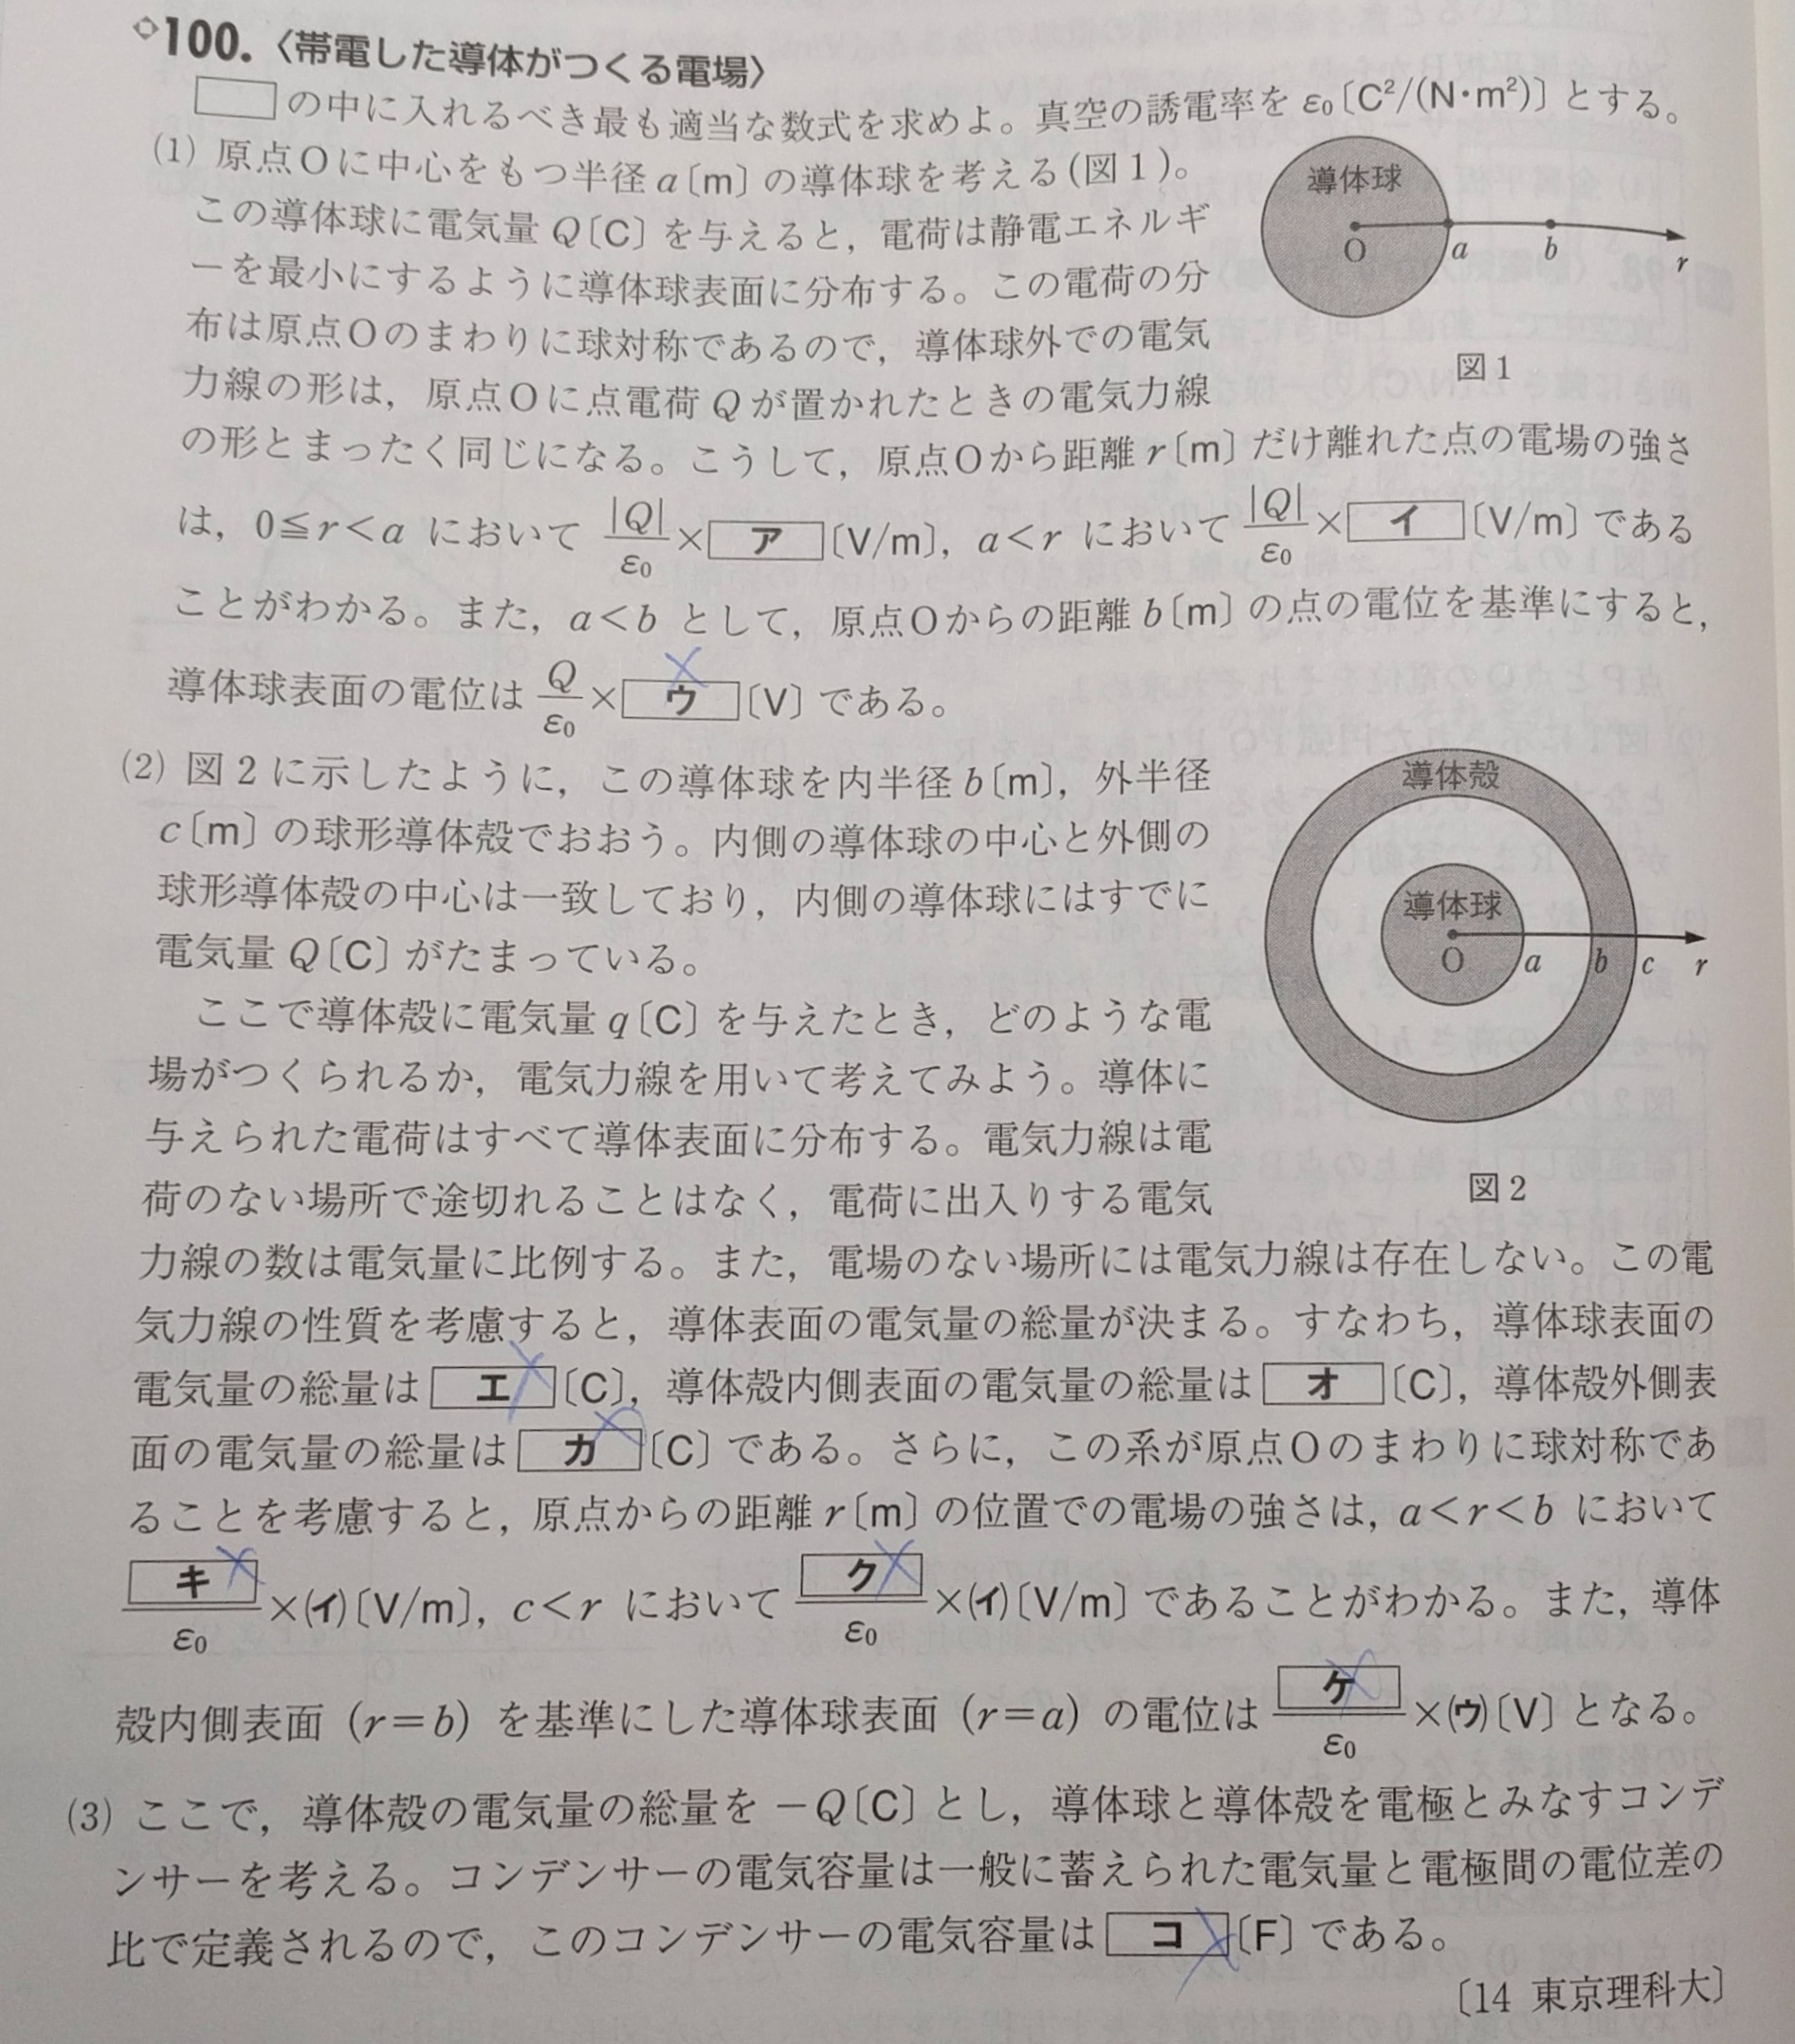 100.〈帯電した導体がつくる電場〉
の中に入れるべき最も適当な数式を求めよ。真空の誘電率を ε₀〔C²/(N・m²)〕とする。
(1) 原点Oに中心をもつ半径 a〔m〕の導体球を考える(図1)。
この導体球に電気量 Q〔C〕を与えると，電荷は静電エネルギ
ーを最小にするように導体球表面に分布する。この電荷の分
布は原点Oのまわりに球対称であるので，導体球外での電気
力線の形は，原点Oに点電荷 Q が置かれたときの電気力線
の形とまったく同じになる。こうして，原点Oから距離 r〔m〕だけ離れた点の電場の強さ
は，0≦r<a において |Q|/ε₀ × ア〔V/m〕，a<r において |Q|/ε₀ × イ〔V/m〕である
ことがわかる。また，a<b として，原点Oからの距離 b〔m〕の点の電位を基準にすると，
導体球表面の電位は Q/ε₀ × ウ〔V〕である。
導体球
O a b r
図1
(2) 図2に示したように，この導体球を内半径 b〔m〕，外半径
c〔m〕の球形導体殻でおおう。内側の導体球の中心と外側の
球形導体殻の中心は一致しており，内側の導体球にはすでに
電気量 Q〔C〕がたまっている。
ここで導体殻に電気量 q〔C〕を与えたとき，どのような電
場がつくられるか，電気力線を用いて考えてみよう。導体に
与えられた電荷はすべて導体表面に分布する。電気力線は電
荷のない場所で途切れることはなく，電荷に出入りする電気
力線の数は電気量に比例する。また，電場のない場所には電気力線は存在しない。この電
気力線の性質を考慮すると，導体表面の電気量の総量が決まる。すなわち，導体球表面の
電気量の総量は エ〔C〕，導体殻内側表面の電気量の総量は オ〔C〕，導体殻外側表
面の電気量の総量は カ〔C〕である。さらに，この系が原点Oのまわりに球対称であ
ることを考慮すると，原点からの距離 r〔m〕の位置での電場の強さは，a<r<b において
キ/ε₀ ×(イ)〔V/m〕，c<r において ク/ε₀ ×(イ)〔V/m〕であることがわかる。また，導体
殻内側表面 (r=b) を基準にした導体球表面 (r=a) の電位は ケ/ε₀ ×(ウ)〔V〕となる。
導体殻
導体球
O a b c r
図2
(3) ここで，導体殻の電気量の総量を −Q〔C〕とし，導体球と導体殻を電極とみなすコンデ
ンサーを考える。コンデンサーの電気容量は一般に蓄えられた電気量と電極間の電位差の
比で定義されるので，このコンデンサーの電気容量は コ〔F〕である。
〔14 東京理科大〕